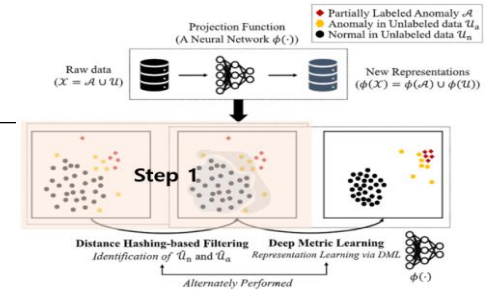 Projection Function
(A Neural Network ϕ(·))
Partially Labeled Anomaly 𝒜
Anomaly in Unlabeled data 𝒰a
Normal in Unlabeled data 𝒰n
Raw data
(𝒳 = 𝒜 ∪ 𝒰)
New Representations
(ϕ(𝒳) = ϕ(𝒜) ∪ ϕ(𝒰))
Step 1
Distance Hashing-based Filtering
Identification of 𝒰̂n and 𝒰̂a
Deep Metric Learning
Representation Learning via DML
ϕ(·)
Alternately Performed